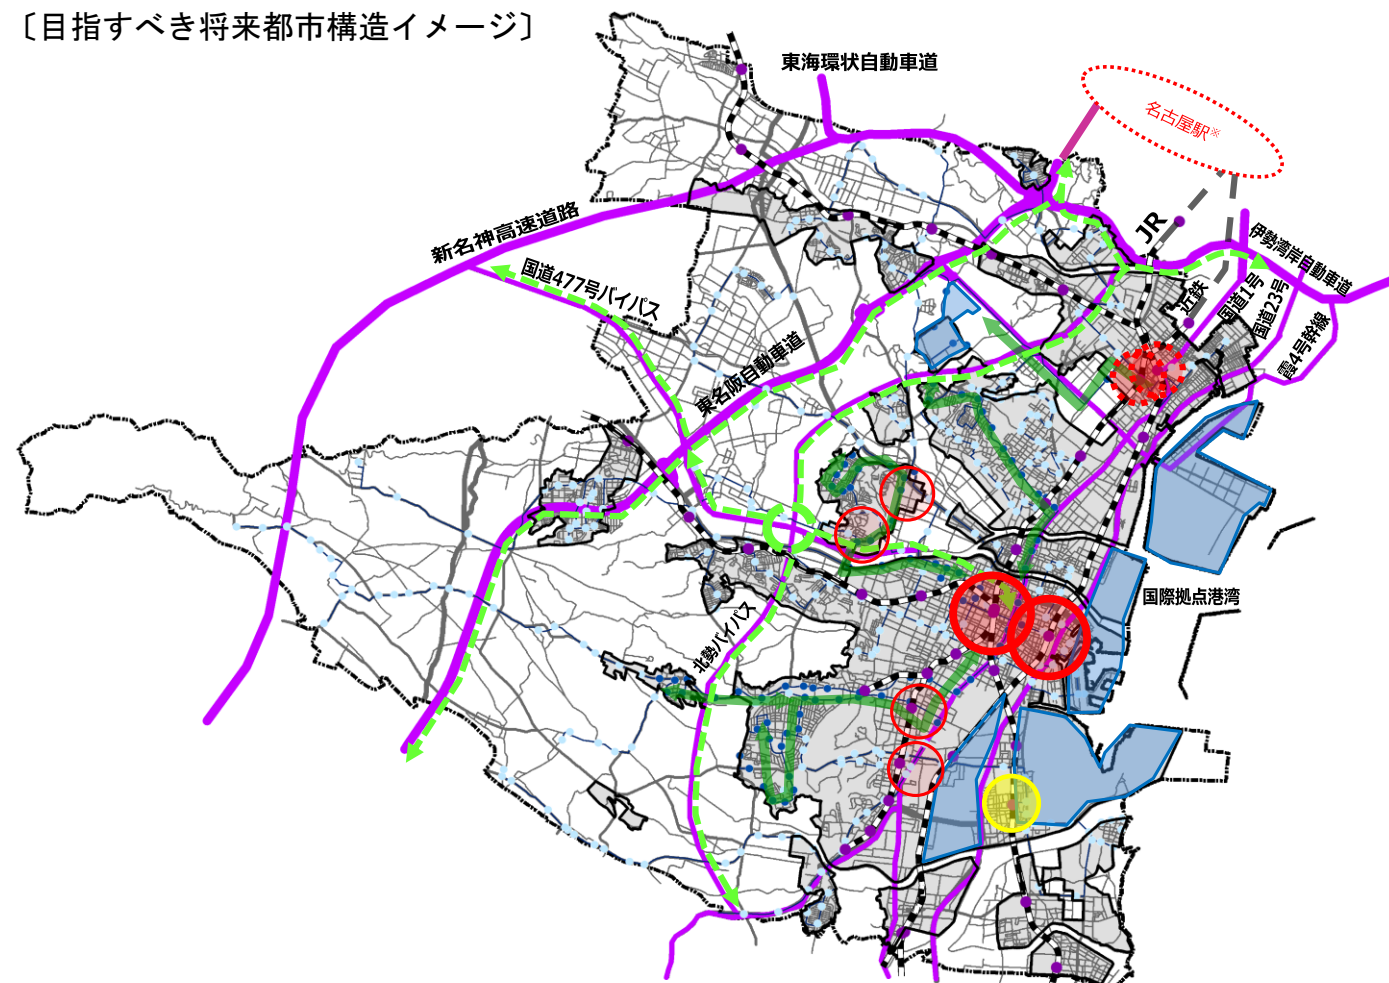 〔目指すべき将来都市構造イメージ〕
東海環状自動車道
名古屋駅※
新名神高速道路
JR
伊勢湾岸自動車道
国道477号バイパス
近鉄
国道1号
国道23号
霞4号幹線
東名阪自動車道
国際拠点港湾
北勢バイパス